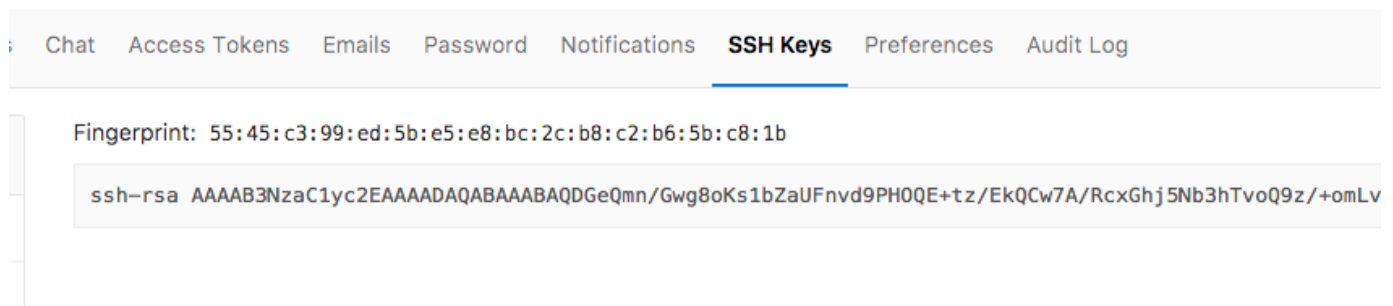 Chat Access Tokens Emails Password Notifications SSH Keys Preferences Audit Log
Fingerprint: 55:45:c3:99:ed:5b:e5:e8:bc:2c:b8:c2:b6:5b:c8:1b
ssh-rsa AAAAB3NzaC1yc2EAAAADAQABAAABAQDGeQmn/Gwg8oKs1bZaUFnvd9PHOQE+tz/EkQCw7A/RcxGhj5Nb3hTvoQ9z/+omLv